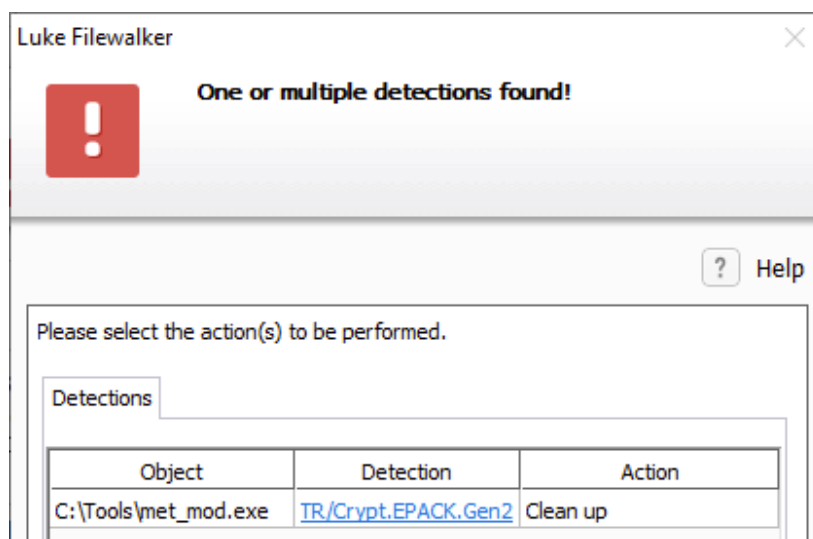 Luke Filewalker
One or multiple detections found!
!
? Help
Please select the action(s) to be performed.
Detections
Object Detection Action
C:\Tools\met_mod.exe TR/Crypt.EPACK.Gen2 Clean up